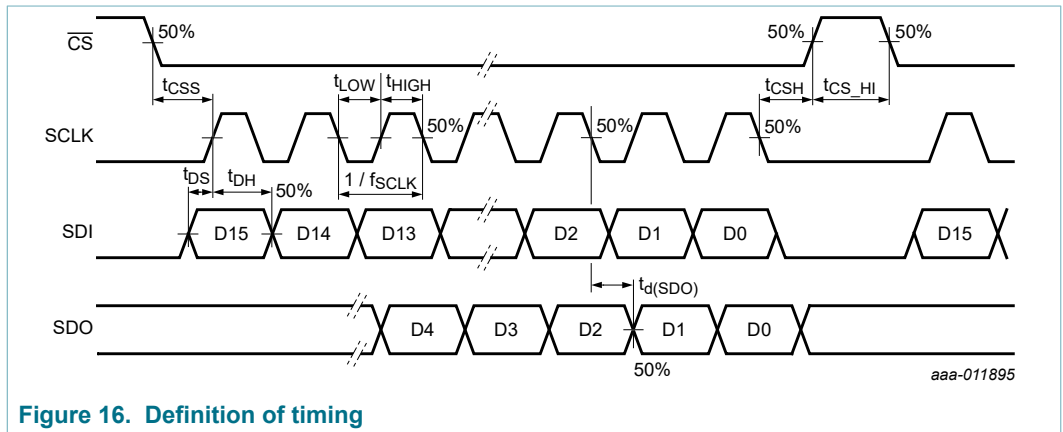 CS 50% 50% 50%
tCSS tLOW tHIGH tCSH tCS_HI
SCLK 50% 50% 50%
tDS tDH 50% 1 / fSCLK
SDI D15 D14 D13 D2 D1 D0 D15
td(SDO)
SDO D4 D3 D2 D1 D0
50%
aaa-011895
Figure 16. Definition of timing